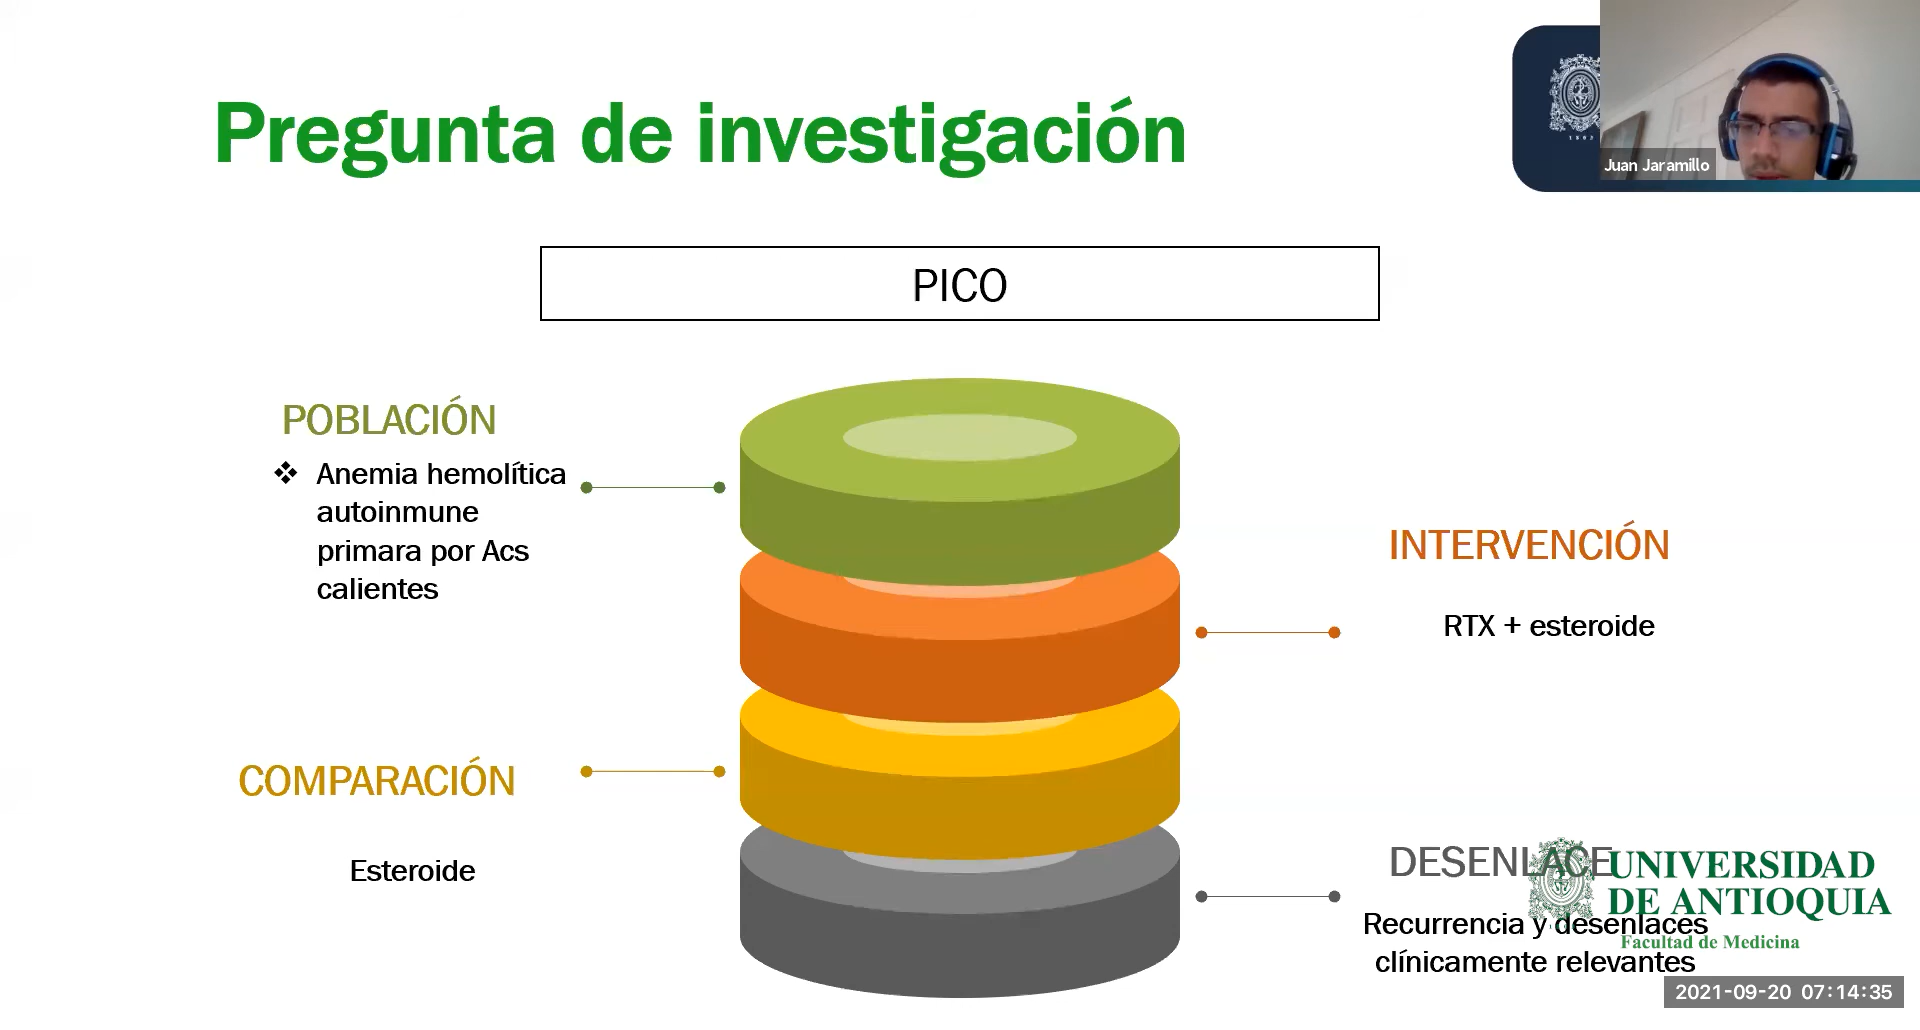 Pregunta de investigación
Juan Jaramillo
PICO
POBLACIÓN
❖ Anemia hemolítica
autoinmune
primara por Acs
calientes
INTERVENCIÓN
RTX + esteroide
COMPARACIÓN
Esteroide
DESENLACE
Recurrencia y desenlaces
clínicamente relevantes
UNIVERSIDAD
DE ANTIOQUIA
Facultad de Medicina
2021-09-20 07:14:35